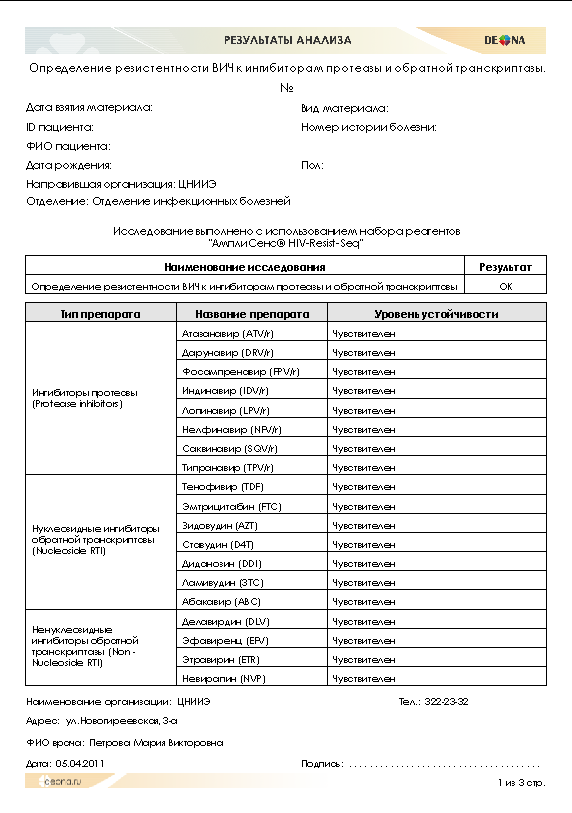 РЕЗУЛЬТАТЫ АНАЛИЗА
DEONA
Определение резистентности ВИЧ к ингибиторам протеазы и обратной транскриптазы.
№
Дата взятия материала: Вид материала:
ID пациента: Номер истории болезни:
ФИО пациента:
Дата рождения: Пол:
Направившая организация: ЦНИИЭ
Отделение: Отделение инфекционных болезней
Исследование выполнено с использованием набора реагентов
"АмплиСенс® HIV-Resist-Seq"
Наименование исследования Результат
Определение резистентности ВИЧ к ингибиторам протеазы и обратной транскриптазы ОК
Тип препарата Название препарата Уровень устойчивости
Ингибиторы протеазы
(Protease inhibitors)
Атазанавир (ATV/r) Чувствителен
Дарунавир (DRV/r) Чувствителен
Фосампренавир (FPV/r) Чувствителен
Индинавир (IDV/r) Чувствителен
Лопинавир (LPV/r) Чувствителен
Нелфинавир (NFV/r) Чувствителен
Саквинавир (SQV/r) Чувствителен
Типранавир (TPV/r) Чувствителен
Нуклеозидные ингибиторы
обратной транскриптазы
(Nucleoside RTI)
Тенофивир (TDF) Чувствителен
Эмтрицитабин (FTC) Чувствителен
Зидовудин (AZT) Чувствителен
Ставудин (D4T) Чувствителен
Диданозин (DDI) Чувствителен
Ламивудин (3TC) Чувствителен
Абакавир (ABC) Чувствителен
Ненуклеозидные
ингибиторы обратной
транскриптазы (Non -
Nucleoside RTI)
Делавирдин (DLV) Чувствителен
Эфавиренц (EFV) Чувствителен
Этравирин (ETR) Чувствителен
Невирапин (NVP) Чувствителен
Наименование организации: ЦНИИЭ Тел.: 322-23-32
Адрес: ул.Новогиреевская, 3-а
ФИО врача: Петрова Мария Викторовна
Дата: 05.04.2011 Подпись: . . . . . . . . . . . . . . . . . . . . . . . . . . . . . . . . . . . . .
deona.ru 1 из 3 стр.